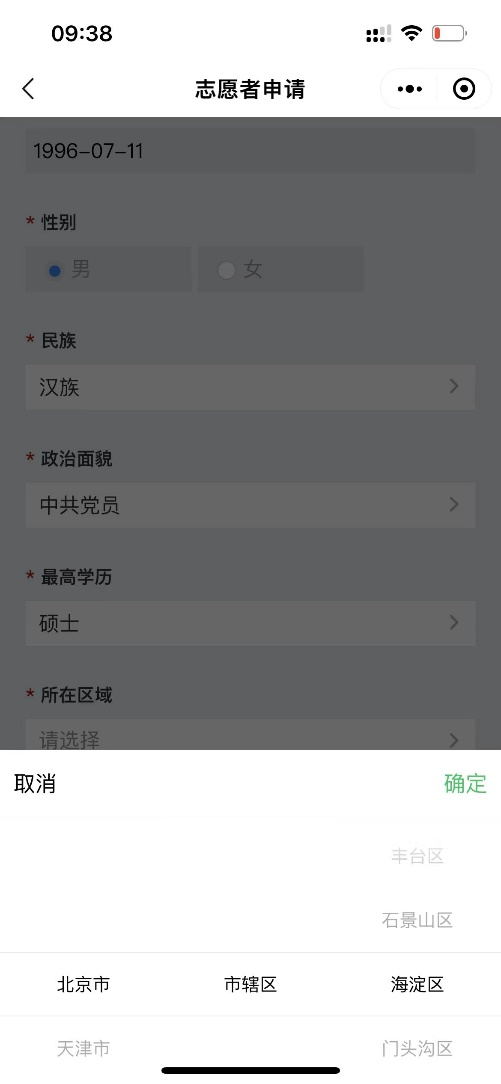 09:38
志愿者申请
1996-07-11
* 性别
男 女
* 民族
汉族
* 政治面貌
中共党员
* 最高学历
硕士
* 所在区域
请选择
取消 确定
丰台区
石景山区
北京市 市辖区 海淀区
天津市 门头沟区